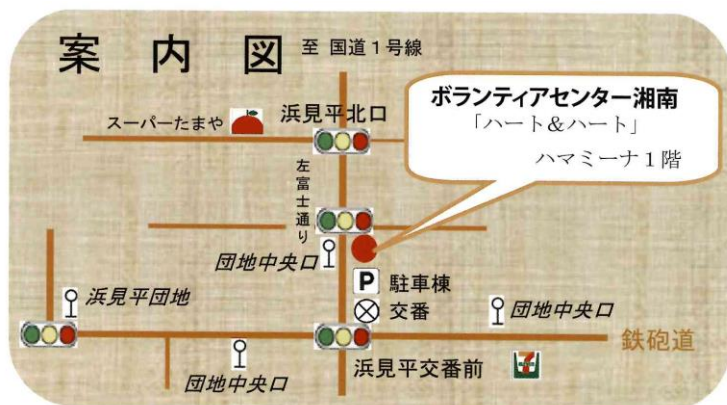 案内図
至 国道１号線
ボランティアセンター湘南
「ハート＆ハート」
ハマミーナ１階
スーパーたまや
浜見平北口
左富士通り
団地中央口
P 駐車棟
交番
浜見平団地
団地中央口
鉄砲道
団地中央口
浜見平交番前
7